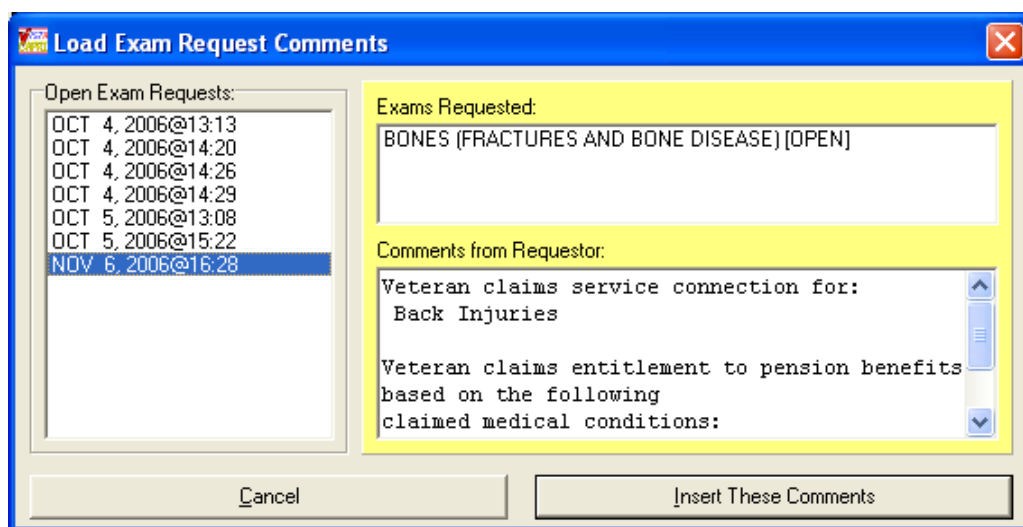 Load Exam Request Comments
Open Exam Requests:
OCT 4, 2006@13:13
OCT 4, 2006@14:20
OCT 4, 2006@14:26
OCT 4, 2006@14:29
OCT 5, 2006@13:08
OCT 5, 2006@15:22
NOV 6, 2006@16:28
Exams Requested:
BONES (FRACTURES AND BONE DISEASE) [OPEN]
Comments from Requestor:
Veteran claims service connection for:
Back Injuries
Veteran claims entitlement to pension benefits
based on the following
claimed medical conditions:
Cancel
Insert These Comments